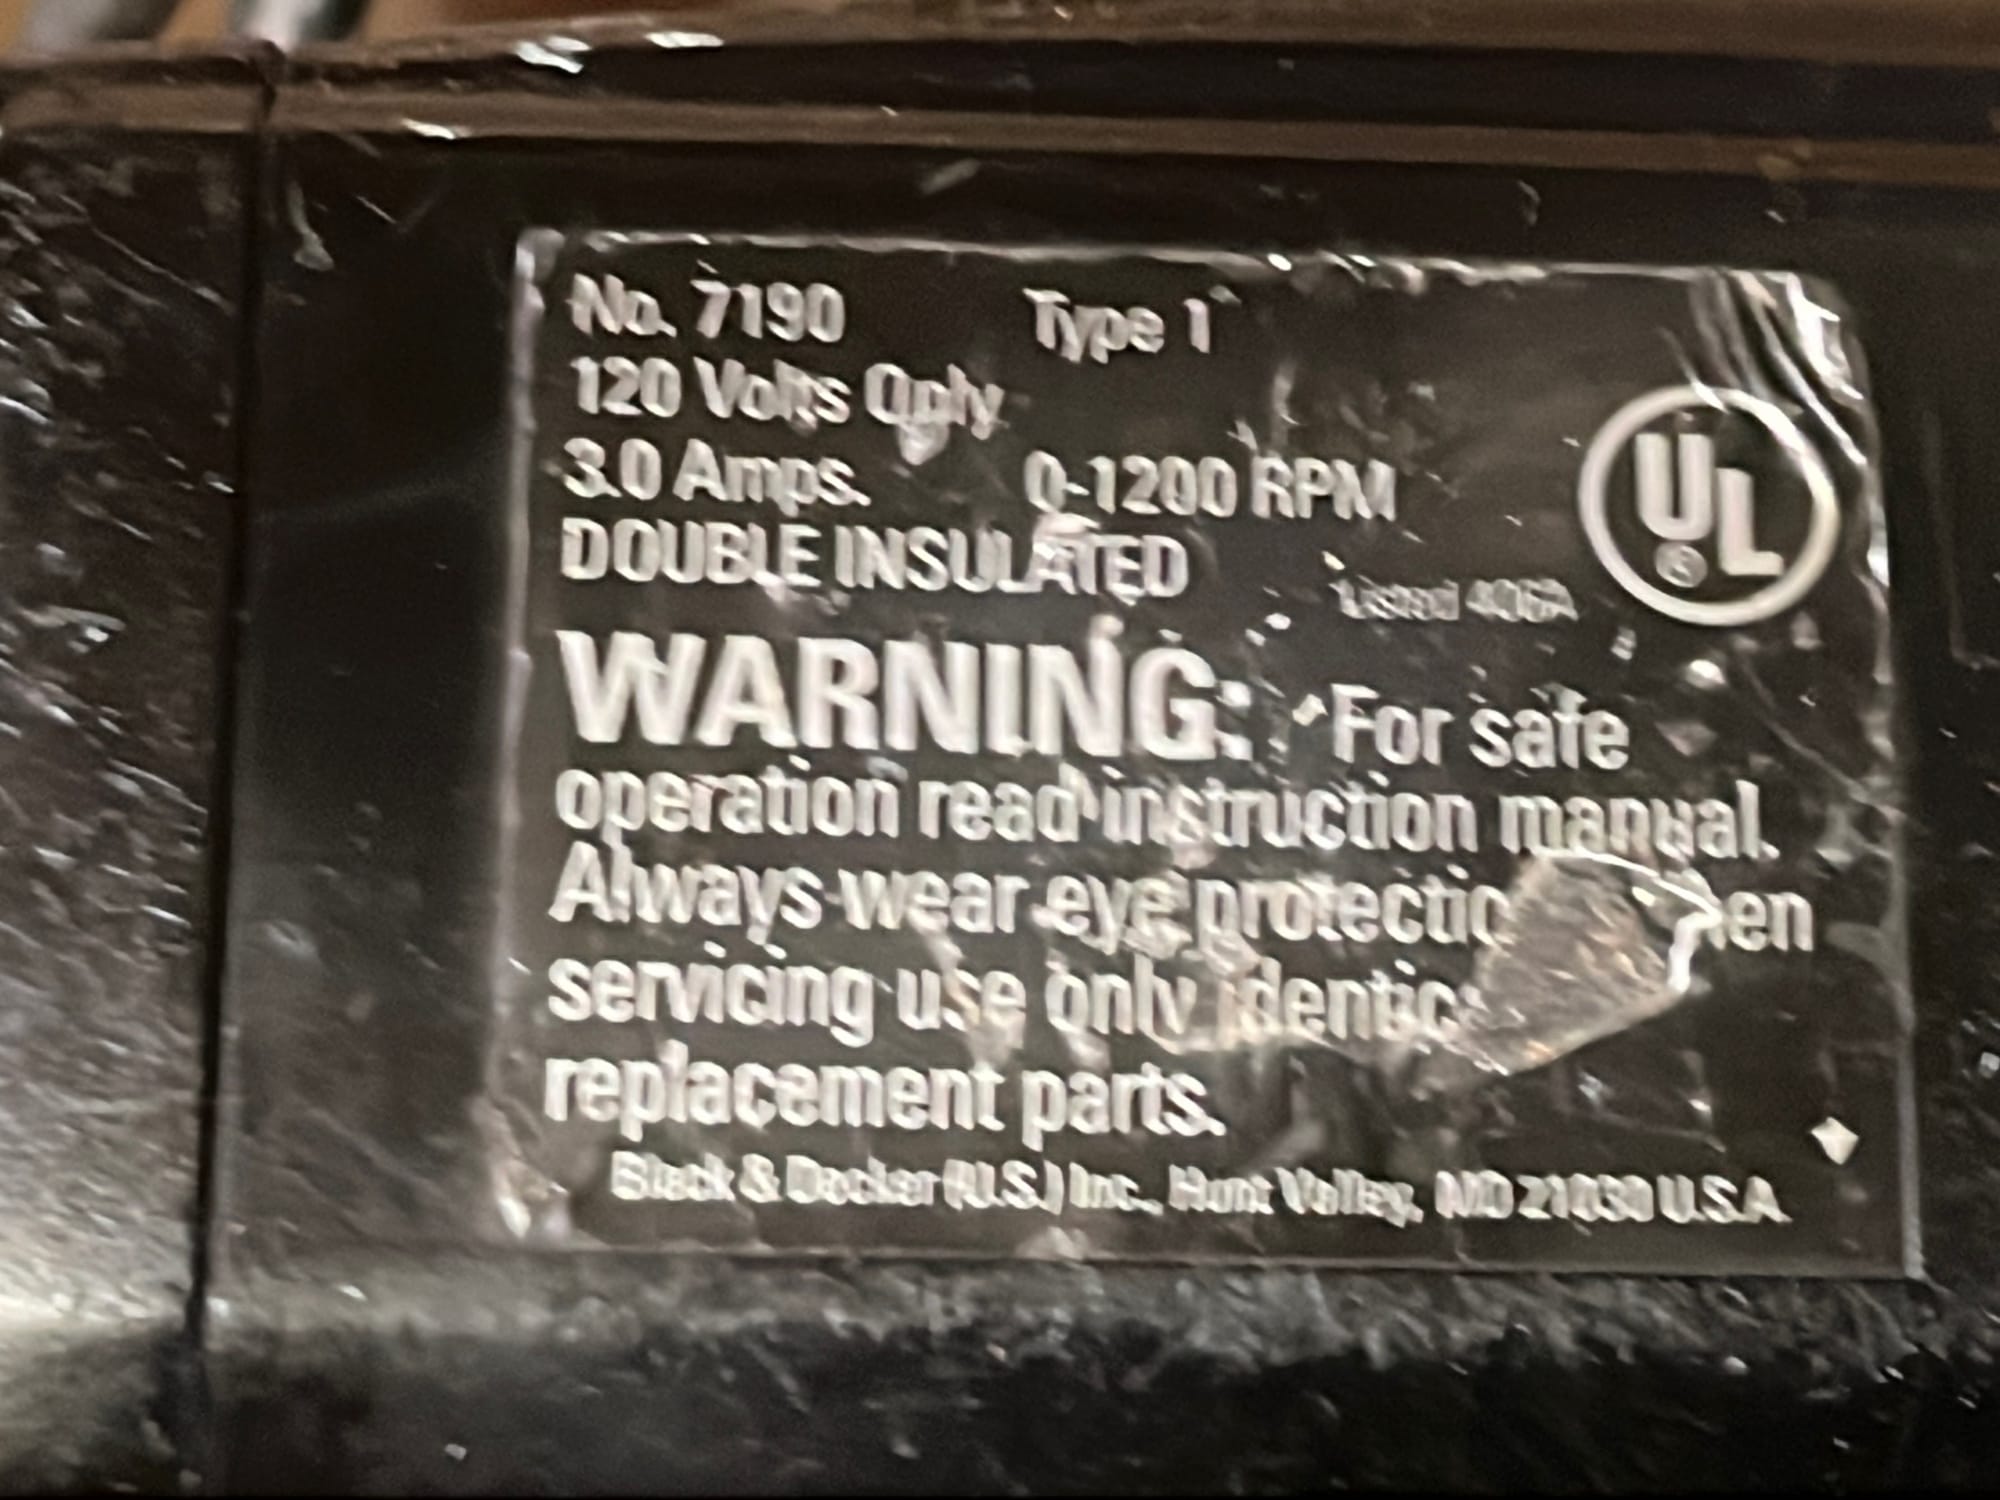 No. 7190 Type 1
120 Volts Only
3.0 Amps. 0-1200 RPM
DOUBLE INSULATED
Listed 406A
UL
®
WARNING: For safe
operation read instruction manual.
Always wear eye
servicing use only
replacement parts.
Black & Decker (U.S.) Inc., Hunt Valley, MD 21030 U.S.A.